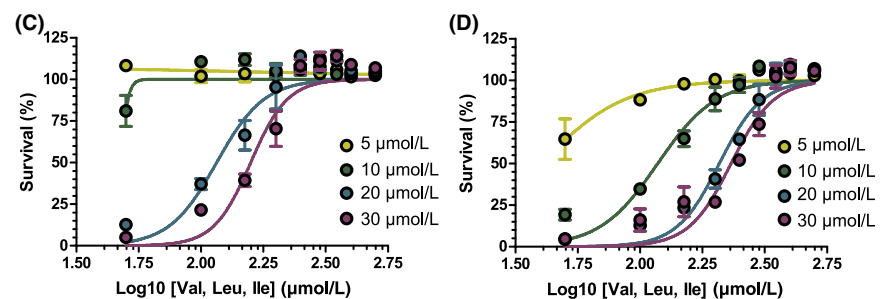 (C)
125
100
75
50
25
0
Survival (%)
1.50
1.75
2.00
2.25
2.50
2.75
Log10 [Val, Leu, Ile] (µmol/L)
5 µmol/L
10 µmol/L
20 µmol/L
30 µmol/L
(D)
125
100
75
50
25
0
Survival (%)
1.50
1.75
2.00
2.25
2.50
2.75
Log10 [Val, Leu, Ile] (µmol/L)
5 µmol/L
10 µmol/L
20 µmol/L
30 µmol/L